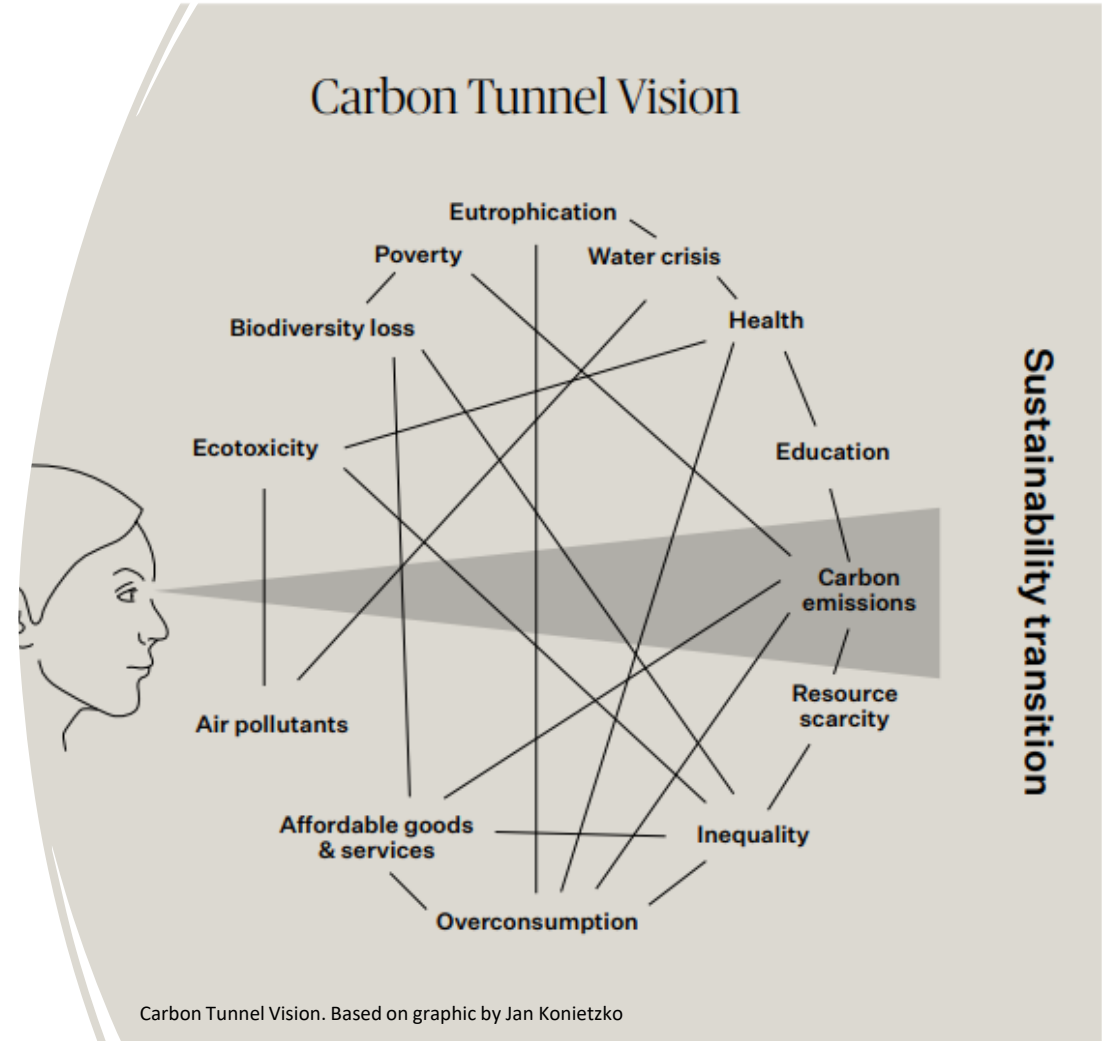 Carbon Tunnel Vision
Eutrophication
Poverty
Water crisis
Biodiversity loss
Health
Ecotoxicity
Education
Carbon
emissions
Resource
scarcity
Air pollutants
Affordable goods
& services
Inequality
Overconsumption
Sustainability transition
Carbon Tunnel Vision. Based on graphic by Jan Konietzko